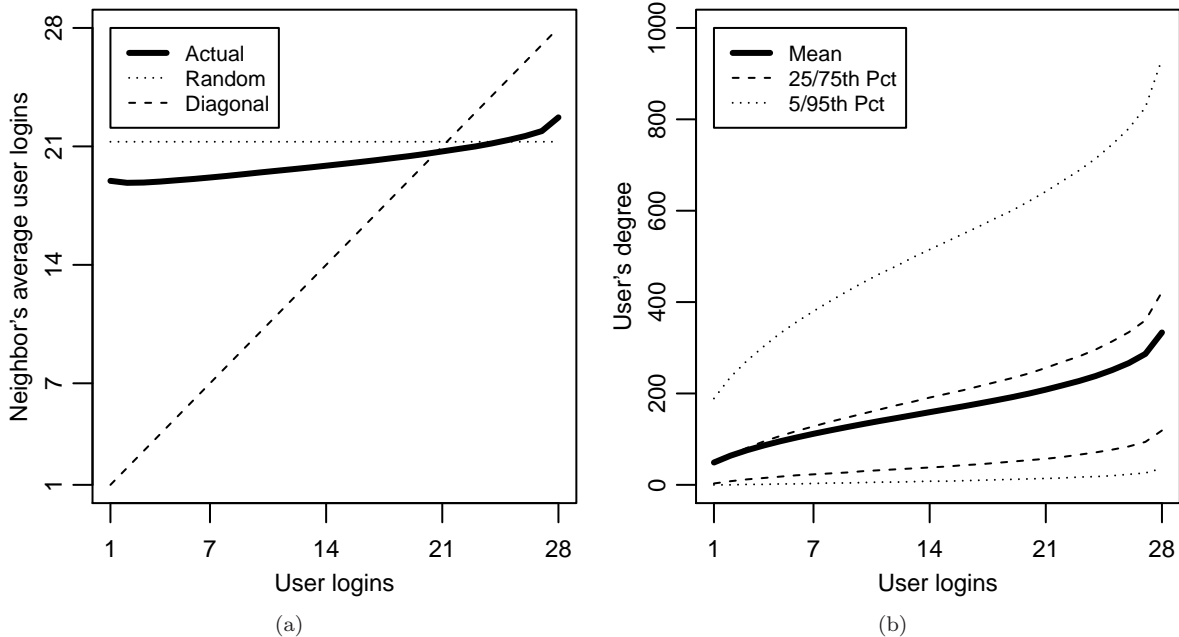 Neighbor's average user logins
28
21
14
7
1
Actual
Random
Diagonal
1
7
14
21
28
User logins
(a)
User's degree
1000
800
600
400
200
0
Mean
25/75th Pct
5/95th Pct
1
7
14
21
28
User logins
(b)